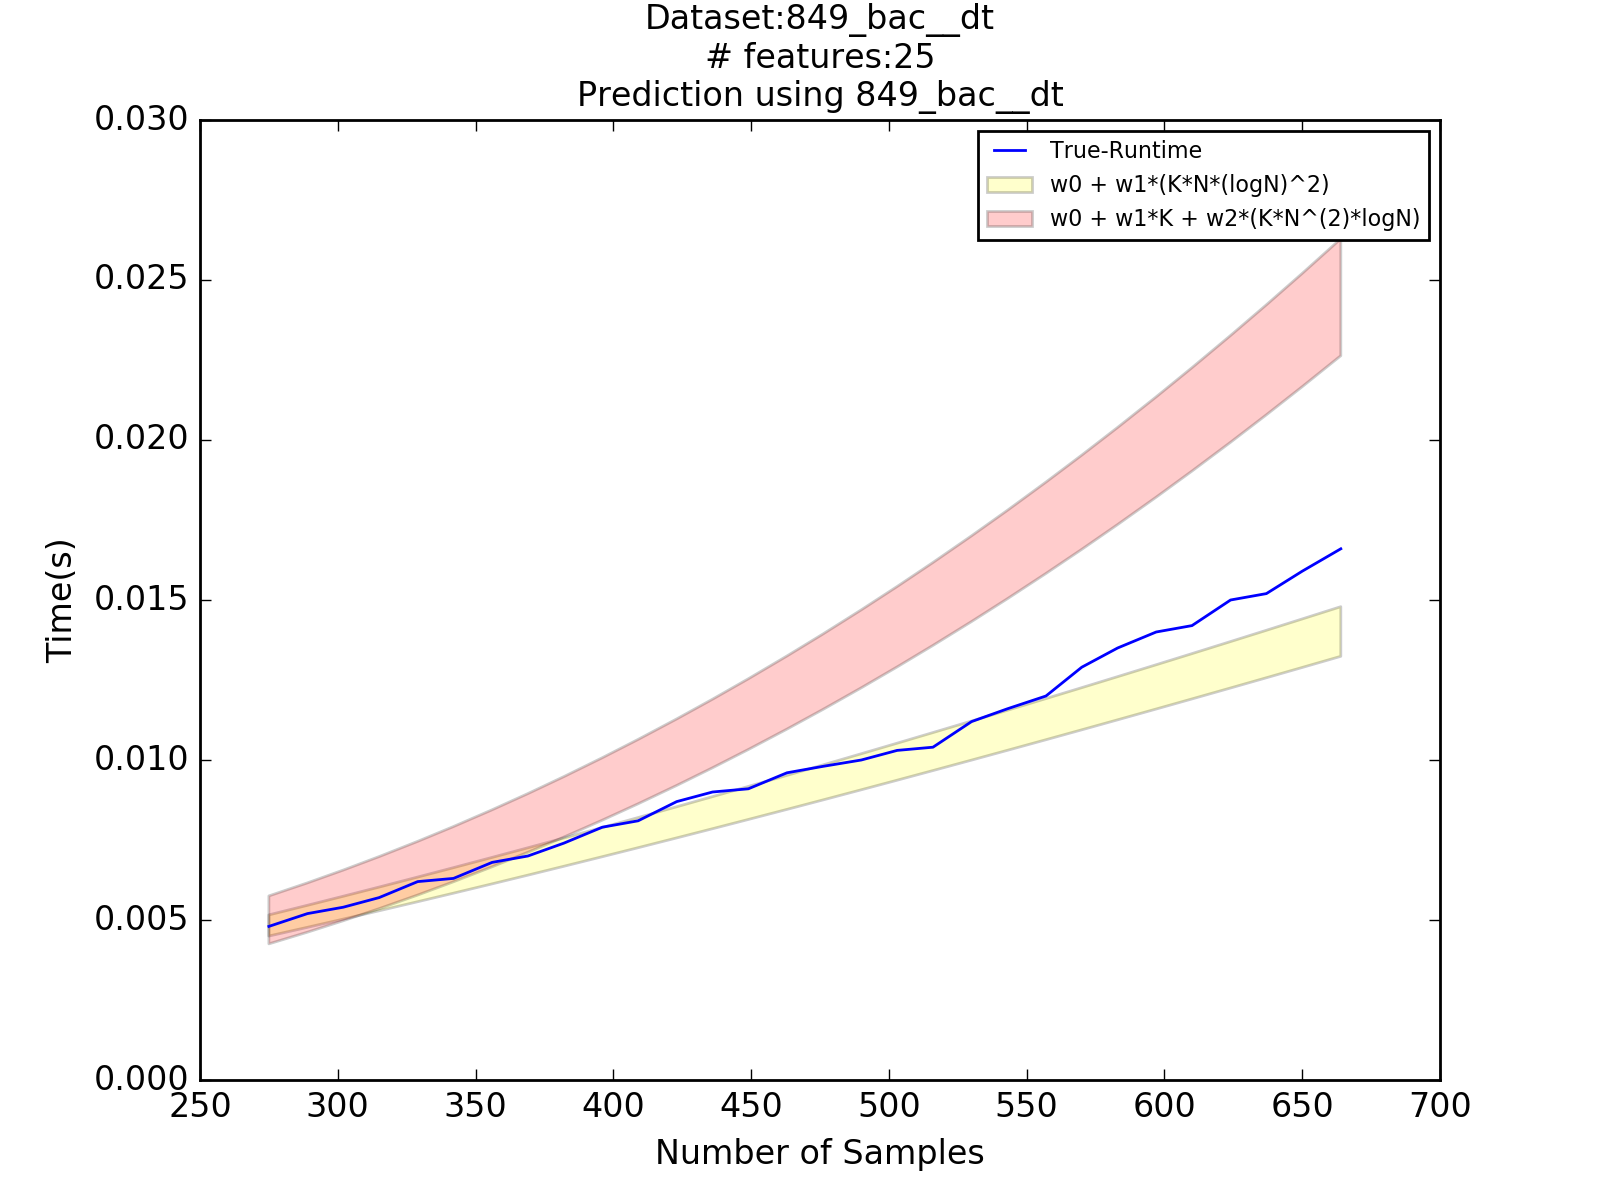 Dataset:849_bac__dt
# features:25
Prediction using 849_bac__dt
0.030
0.025
0.020
0.015
0.010
0.005
0.000
Time(s)
True-Runtime
w0 + w1*(K*N*(logN)^2)
w0 + w1*K + w2*(K*N^(2)*logN)
250 300 350 400 450 500 550 600 650 700
Number of Samples